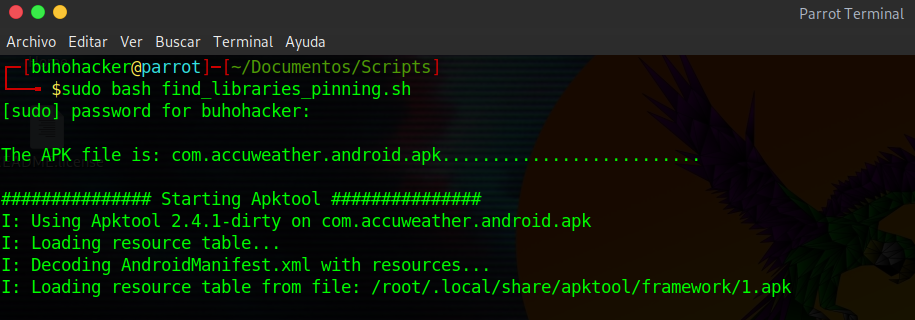 Parrot Terminal
Archivo Editar Ver Buscar Terminal Ayuda
┌─[buhohacker@parrot]─[~/Documentos/Scripts]
└──╼ $sudo bash find_libraries_pinning.sh
[sudo] password for buhohacker:
The APK file is: com.accuweather.android.apk..........................
############### Starting Apktool ###############
I: Using Apktool 2.4.1-dirty on com.accuweather.android.apk
I: Loading resource table...
I: Decoding AndroidManifest.xml with resources...
I: Loading resource table from file: /root/.local/share/apktool/framework/1.apk